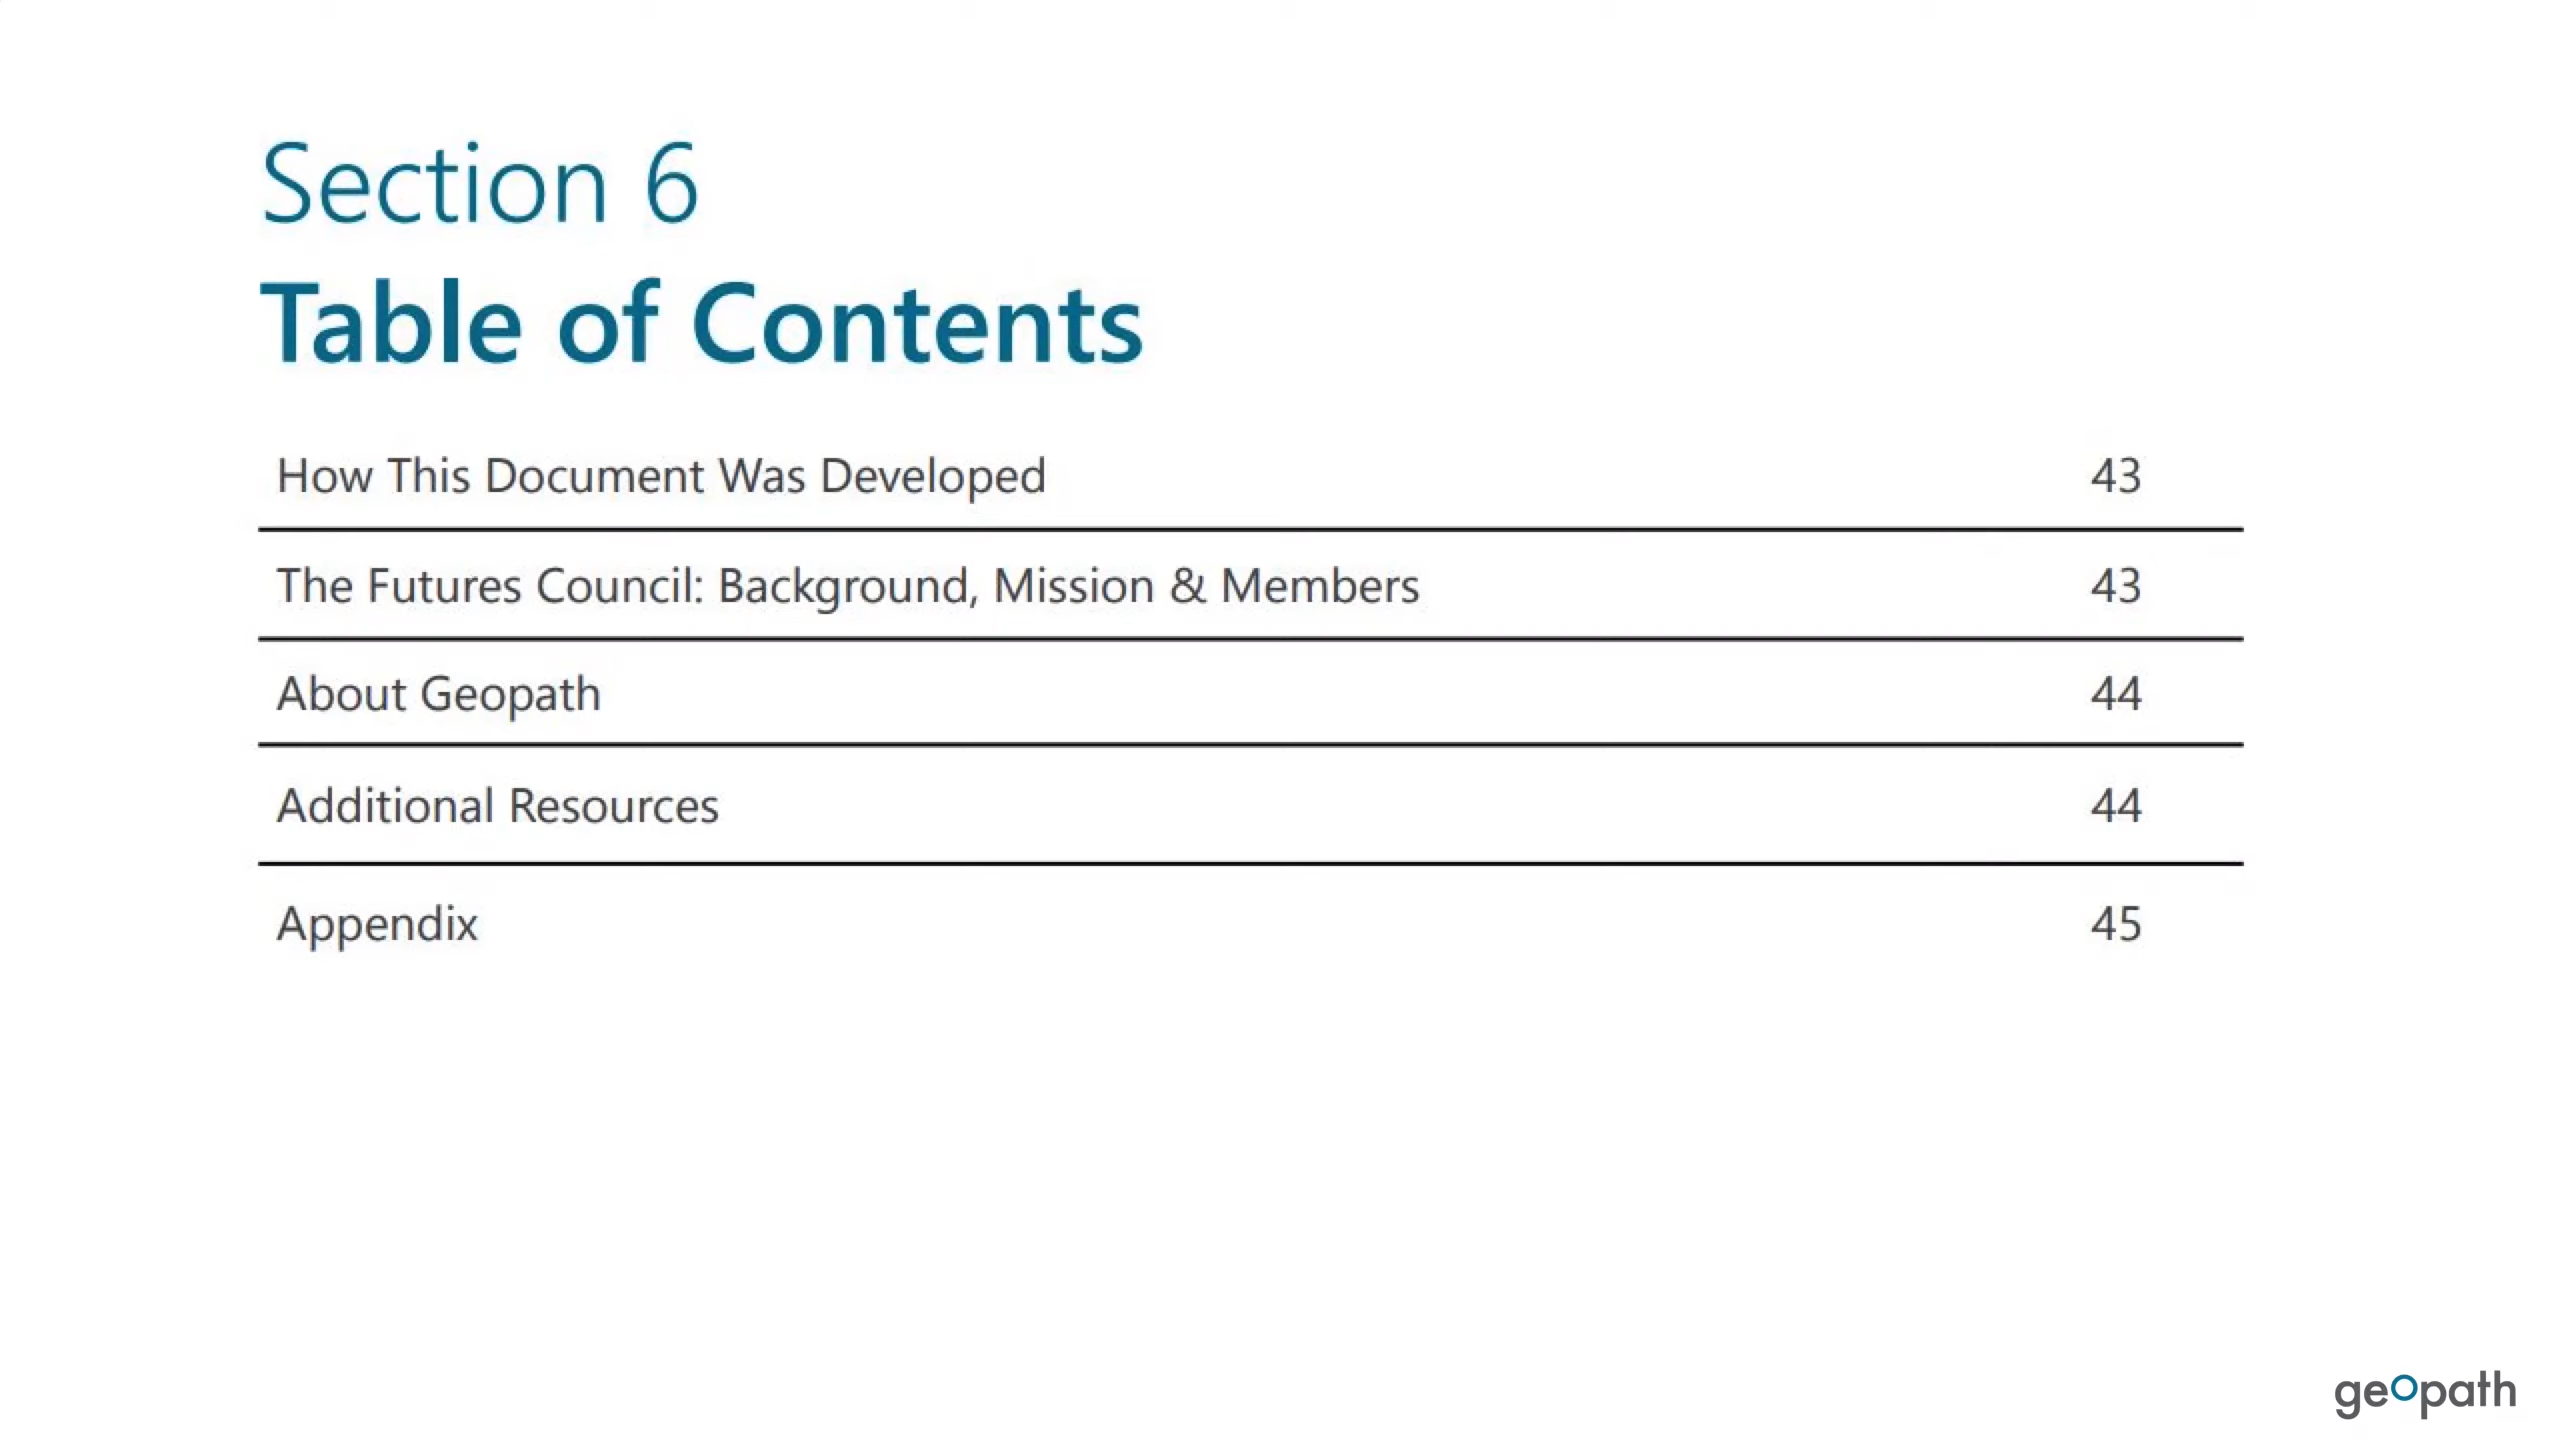 Section 6
Table of Contents
How This Document Was Developed 43
The Futures Council: Background, Mission & Members 43
About Geopath 44
Additional Resources 44
Appendix 45
geopath